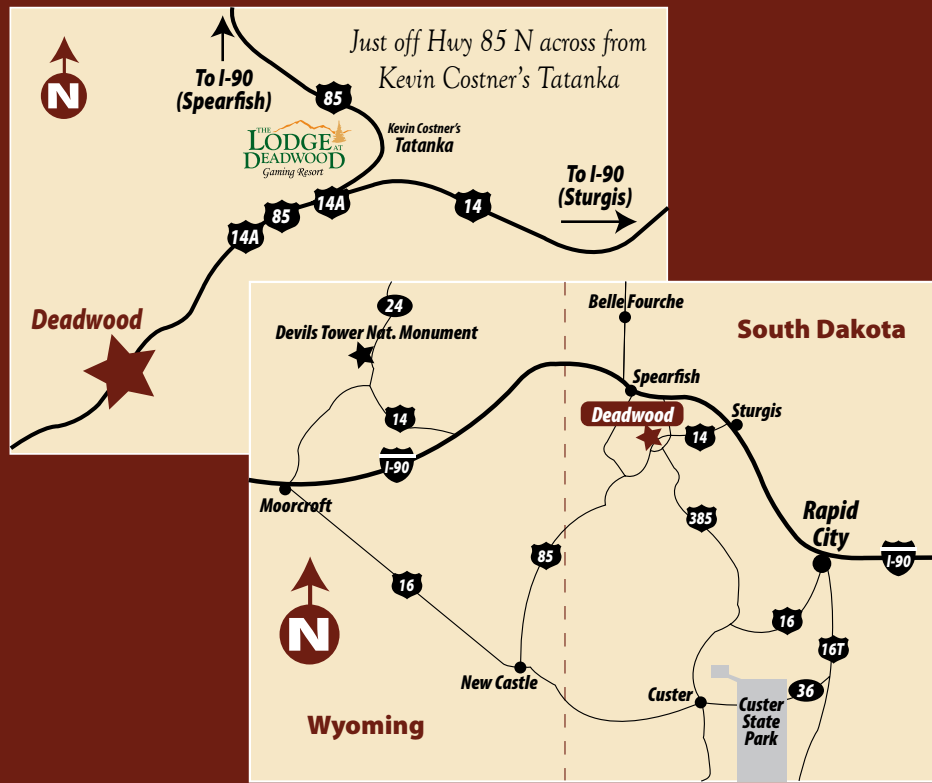 Just off Hwy 85 N across from
Kevin Costner's Tatanka
N
To I-90
(Spearfish)
85
THE
LODGE AT
DEADWOOD
Gaming Resort
Kevin Costner's
Tatanka
To I-90
(Sturgis)
14A
14
85
14A
Deadwood
24
Devils Tower Nat. Monument
Belle Fourche
South Dakota
Spearfish
Deadwood
Sturgis
14
14
I-90
Moorcroft
Rapid
City
385
85
I-90
16
N
16
16T
New Castle
Custer
36
Custer
State
Park
Wyoming